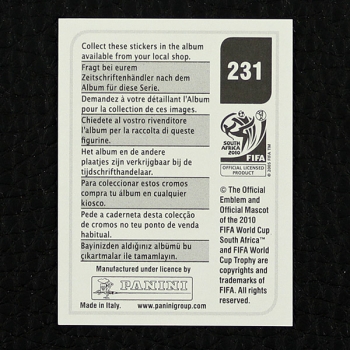 Collect these stickers in the album
available from your local shop.
Fragt bei eurem
Zeitschriftenhändler nach dem
Album für diese Serie.
Demandez à votre détaillant l'Album
pour la collection de ces images.
Chiedete al vostro rivenditore
l'album per la raccolta di queste
figurine.
Het album en de andere
plaatjes zijn verkrijgbaar bij de
tijdschrifthandelaar.
Para coleccionar estos cromos
compra tu álbum en cualquier
kiosco.
Pede a caderneta desta colecção
de cromos no teu ponto de venda
habitual.
Bayinizden aldığınız albümü bu
çıkartmalar ile tamamlayın.
Manufactured under licence by
PANINI
Made in Italy. www.paninigroup.com
231
SOUTH AFRICA
2010
FIFA
OFFICIAL LICENSED
PRODUCT
© 2005 FIFA TM
© The Official
Emblem and
Official Mascot
of the 2010
FIFA World Cup
South Africa™
and FIFA World
Cup Trophy are
copyrights and
trademarks of
FIFA. All rights
reserved.